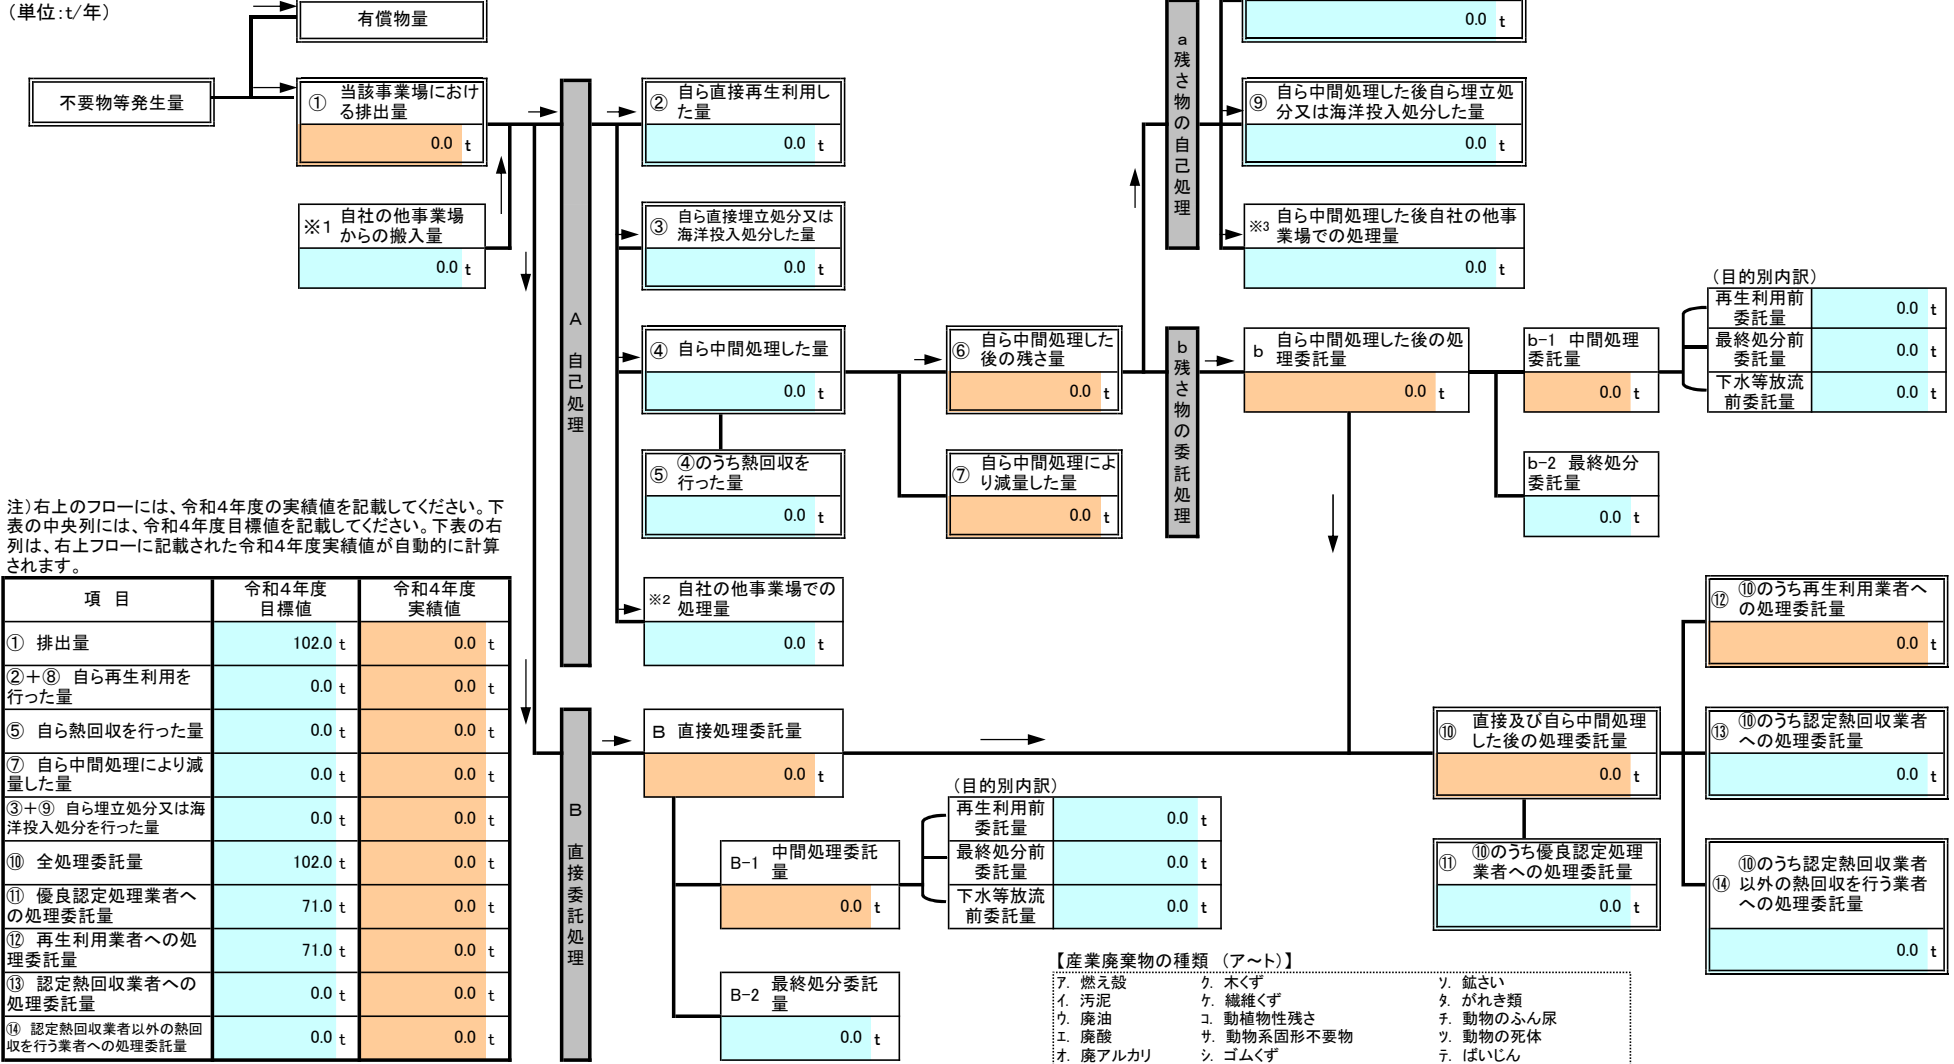 （単位:t/年）
有償物量
不要物等発生量
① 当該事業場におけ
る排出量
0.0 t
※1 自社の他事業場
からの搬入量
0.0 t
A 自己処理
② 自ら直接再生利用し
た量
0.0 t
③ 自ら直接埋立処分又は
海洋投入処分した量
0.0 t
④ 自ら中間処理した量
0.0 t
⑤ ④のうち熱回収を
行った量
0.0 t
※2 自社の他事業場での
処理量
0.0 t
⑥ 自ら中間処理した
後の残さ量
0.0 t
⑦ 自ら中間処理によ
り減量した量
0.0 t
a 残さ物の自己処理
0.0 t
⑨ 自ら中間処理した後自ら埋立処
分又は海洋投入処分した量
0.0 t
※3 自ら中間処理した後自社の他事
業場での処理量
0.0 t
b 残さ物の委託処理
b 自ら中間処理した後の処
理委託量
0.0 t
b-1 中間処理
委託量
0.0 t
b-2 最終処分
委託量
0.0 t
（目的別内訳）
再生利用前
委託量
0.0 t
最終処分前
委託量
0.0 t
下水等放流
前委託量
0.0 t
注）右上のフローには、令和4年度の実績値を記載してください。下
表の中央列には、令和4年度目標値を記載してください。下表の右
列は、右上フローに記載された令和4年度実績値が自動的に計算
されます。
項 目
令和4年度
目標値
令和4年度
実績値
① 排出量 102.0 t 0.0 t
②+⑧ 自ら再生利用を
行った量 0.0 t 0.0 t
⑤ 自ら熱回収を行った量 0.0 t 0.0 t
⑦ 自ら中間処理により減
量した量 0.0 t 0.0 t
③+⑨ 自ら埋立処分又は海
洋投入処分を行った量 0.0 t 0.0 t
⑩ 全処理委託量 102.0 t 0.0 t
⑪ 優良認定処理業者へ
の処理委託量 71.0 t 0.0 t
⑫ 再生利用業者への処
理委託量 71.0 t 0.0 t
⑬ 認定熱回収業者への
処理委託量 0.0 t 0.0 t
⑭ 認定熱回収業者以外の熱回
収を行う業者への処理委託量 0.0 t 0.0 t
B 直接委託処理
B 直接処理委託量
0.0 t
B-1 中間処理委託
量
0.0 t
B-2 最終処分委託
量
0.0 t
（目的別内訳）
再生利用前
委託量
0.0 t
最終処分前
委託量
0.0 t
下水等放流
前委託量
0.0 t
⑩ 直接及び自ら中間処理
した後の処理委託量
0.0 t
⑪ ⑩のうち優良認定処理
業者への処理委託量
0.0 t
⑫ ⑩のうち再生利用業者へ
の処理委託量
0.0 t
⑬ ⑩のうち認定熱回収業者
への処理委託量
0.0 t
⑭ ⑩のうち認定熱回収業者
以外の熱回収を行う業者
への処理委託量
0.0 t
【産業廃棄物の種類 （ア～ト）】
ア. 燃え殻 ク. 木くず ソ. 鉱さい
イ. 汚泥 ケ. 繊維くず タ. がれき類
ウ. 廃油 コ. 動植物性残さ チ. 動物のふん尿
エ. 廃酸 サ. 動物系固形不要物 ツ. 動物の死体
オ. 廃アルカリ シ. ゴムくず テ. ばいじん